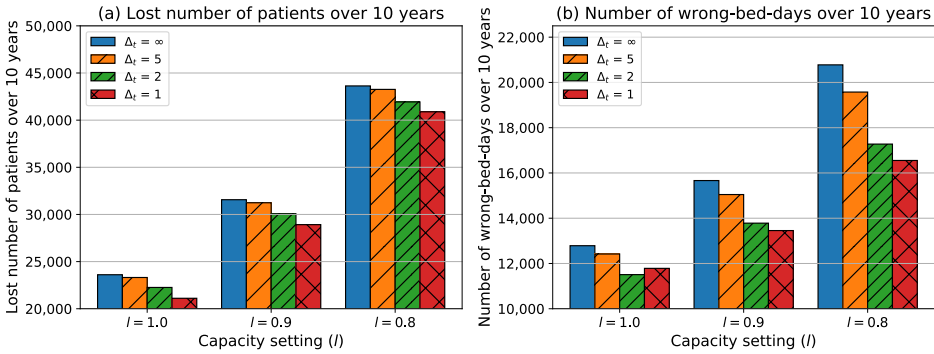 (a) Lost number of patients over 10 years
Lost number of patients over 10 years
50,000
45,000
40,000
35,000
30,000
25,000
20,000
Δt = ∞
Δt = 5
Δt = 2
Δt = 1
l = 1.0
l = 0.9
l = 0.8
Capacity setting (l)
(b) Number of wrong-bed-days over 10 years
Number of wrong-bed-days over 10 years
22,000
20,000
18,000
16,000
14,000
12,000
10,000
Δt = ∞
Δt = 5
Δt = 2
Δt = 1
l = 1.0
l = 0.9
l = 0.8
Capacity setting (l)